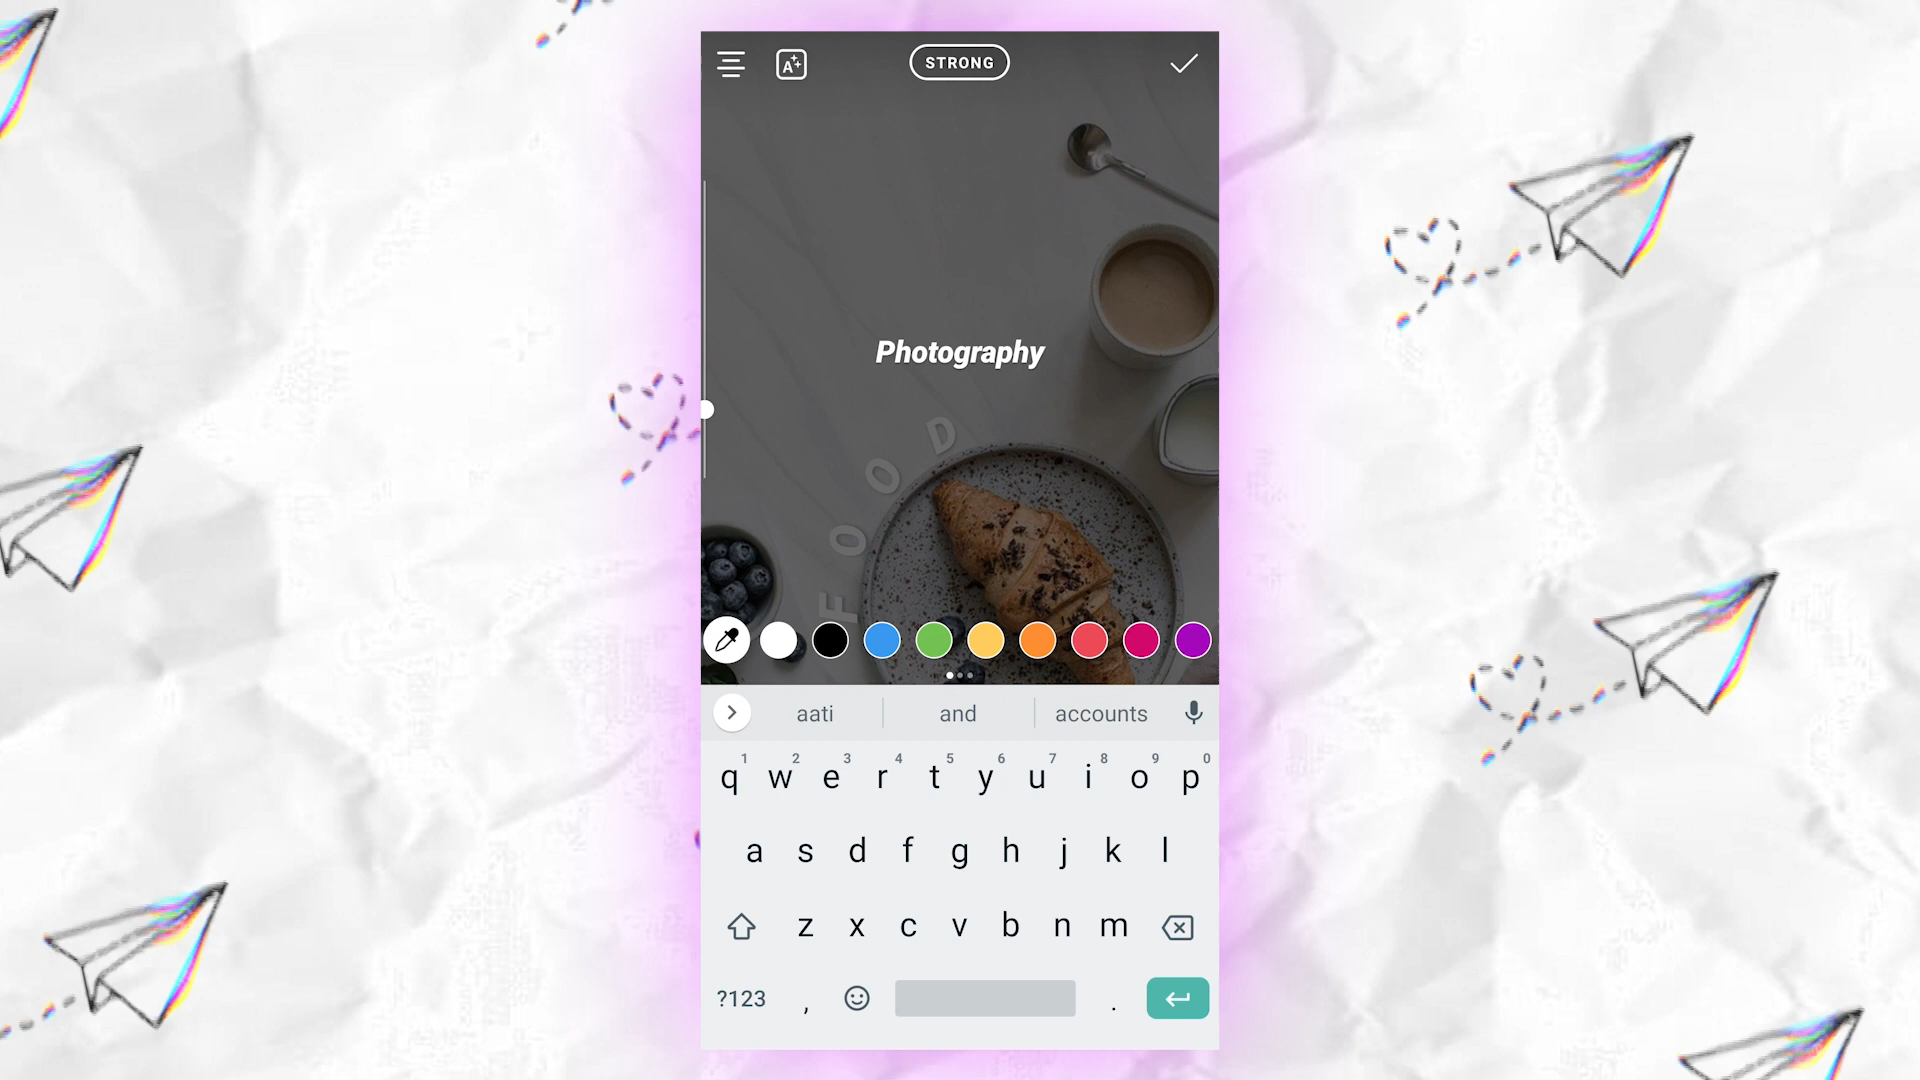 A
STRONG
Photography
FOOD
aati and accounts
1 2 3 4 5 6 7 8 9 0
q w e r t y u i o p
a s d f g h j k l
z x c v b n m
?123 , .